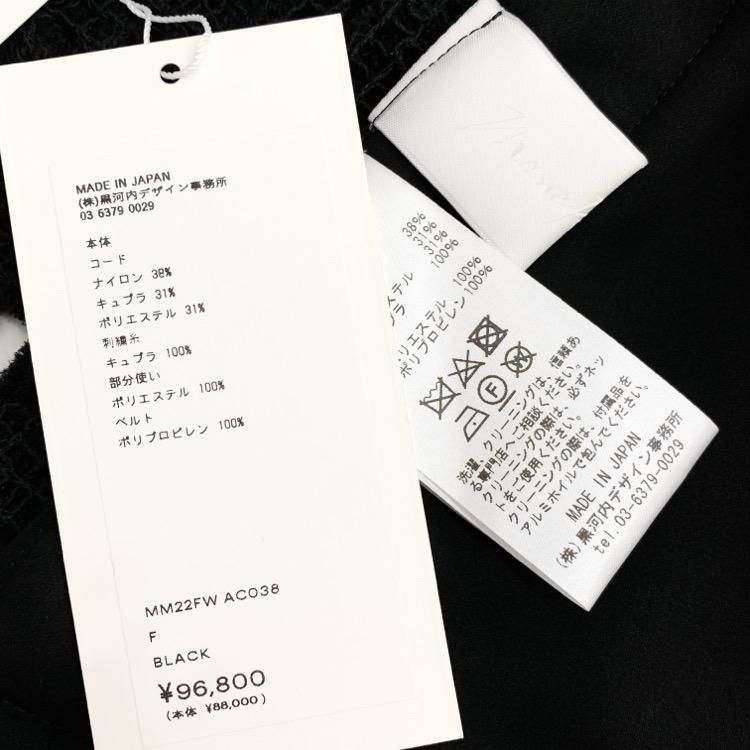 MADE IN JAPAN
(株)黒河内デザイン事務所
03 6379 0029
本体
コード
ナイロン 38%
キュプラ 31%
ポリエステル 31%
刺繍糸
キュプラ 100%
部分使い
ポリエステル 100%
ベルト
ポリプロピレン 100%
MM22FW AC038
F
BLACK
¥96,800
(本体 ¥88,000)
38%
31%
31%
100%
ポリエステル 100%
ポリプロピレン 100%
F
洗濯、クリーニングは、信頼あ
る専門店へご相談ください。
クリーニングの際は、必ずネッ
トをご使用ください。
クリーニングの際は、付属品を
アルミホイルで包んでください。
MADE IN JAPAN
(株)黒河内デザイン事務所
tel. 03-6379-0029